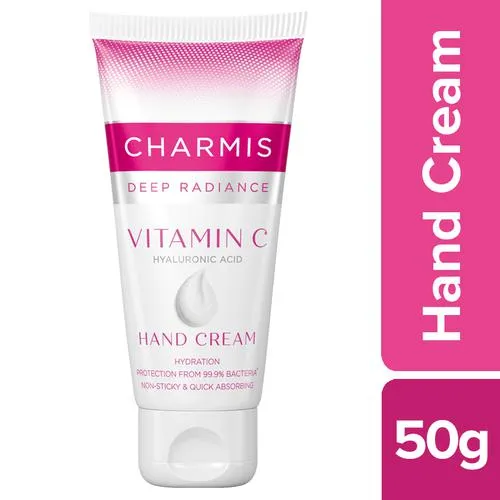 CHARMIS
DEEP RADIANCE
VITAMIN C
HYALURONIC ACID
HAND CREAM
HYDRATION
PROTECTION FROM 99.9% BACTERIA*
NON-STICKY & QUICK ABSORBING
Hand Cream
50g